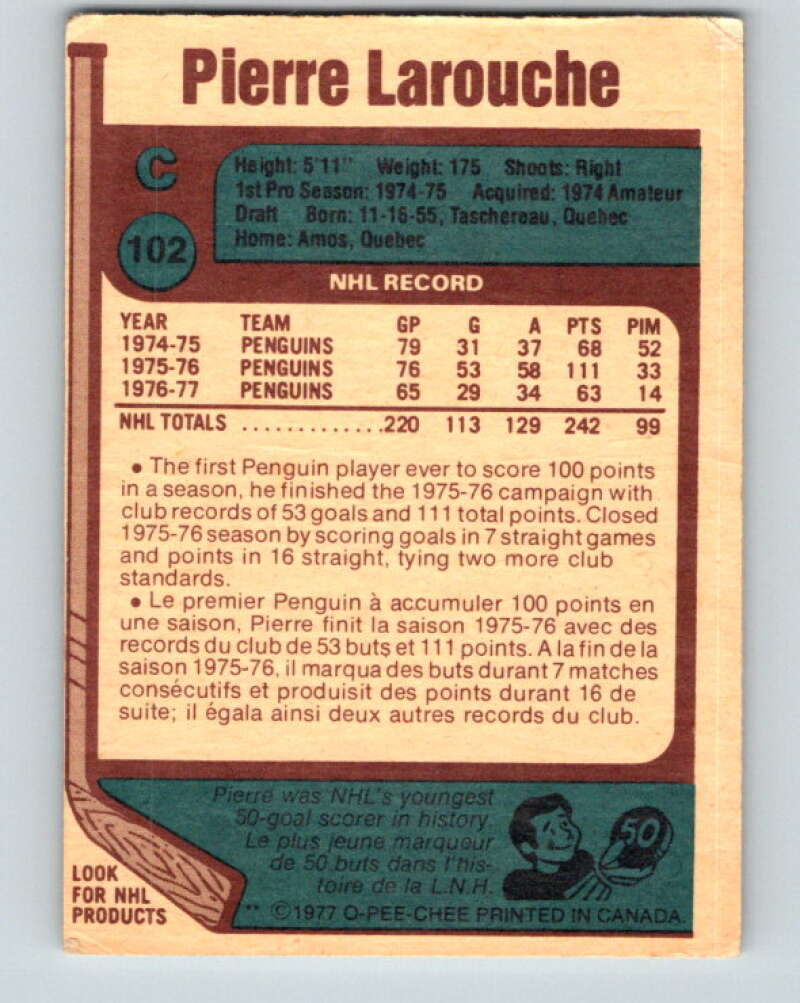 Pierre Larouche
C
102
Height: 5'11" Weight: 175 Shoots: Right
1st Pro Season: 1974-75 Acquired: 1974 Amateur
Draft Born: 11-16-55, Taschereau, Quebec
Home: Amos, Quebec
NHL RECORD
YEAR TEAM GP G A PTS PIM
1974-75 PENGUINS 79 31 37 68 52
1975-76 PENGUINS 76 53 58 111 33
1976-77 PENGUINS 65 29 34 63 14
NHL TOTALS .............220 113 129 242 99
• The first Penguin player ever to score 100 points
in a season, he finished the 1975-76 campaign with
club records of 53 goals and 111 total points. Closed
1975-76 season by scoring goals in 7 straight games
and points in 16 straight, tying two more club
standards.
• Le premier Penguin à accumuler 100 points en
une saison, Pierre finit la saison 1975-76 avec des
records du club de 53 buts et 111 points. A la fin de la
saison 1975-76, il marqua des buts durant 7 matches
consécutifs et produisit des points durant 16 de
suite; il égala ainsi deux autres records du club.
Pierre was NHL's youngest
50-goal scorer in history.
Le plus jeune marqueur
de 50 buts dans l'his-
toire de la L.N.H.
50
LOOK
FOR NHL
PRODUCTS
** ©1977 O-PEE-CHEE PRINTED IN CANADA.